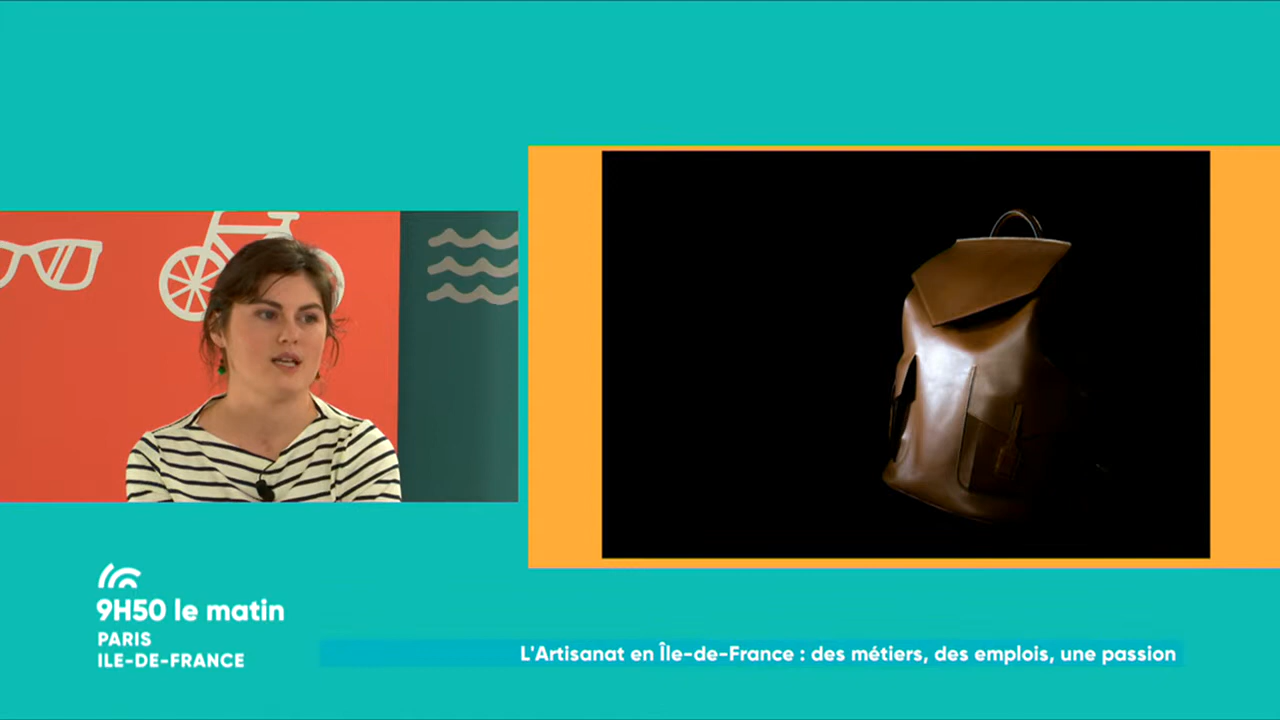 9H50 le matin
PARIS
ILE-DE-FRANCE
L'Artisanat en Île-de-France : des métiers, des emplois, une passion